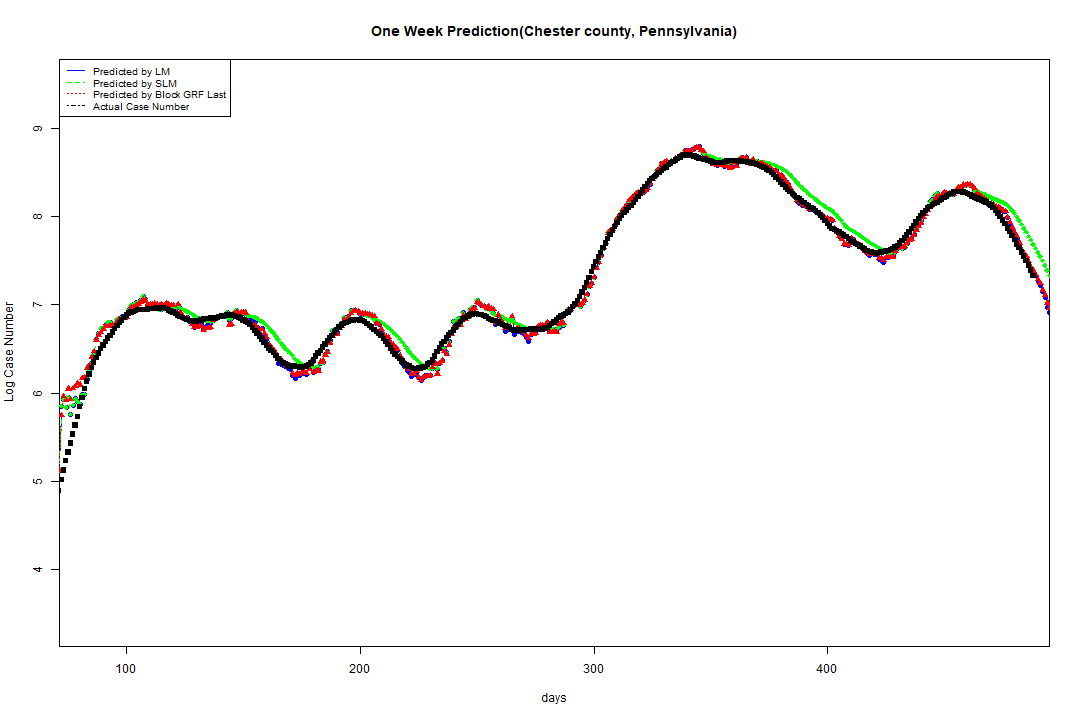 One Week Prediction(Chester county, Pennsylvania)
Predicted by LM
Predicted by SLM
Predicted by Block GRF Last
Actual Case Number
Log Case Number
9
8
7
6
5
4
100 200 300 400
days